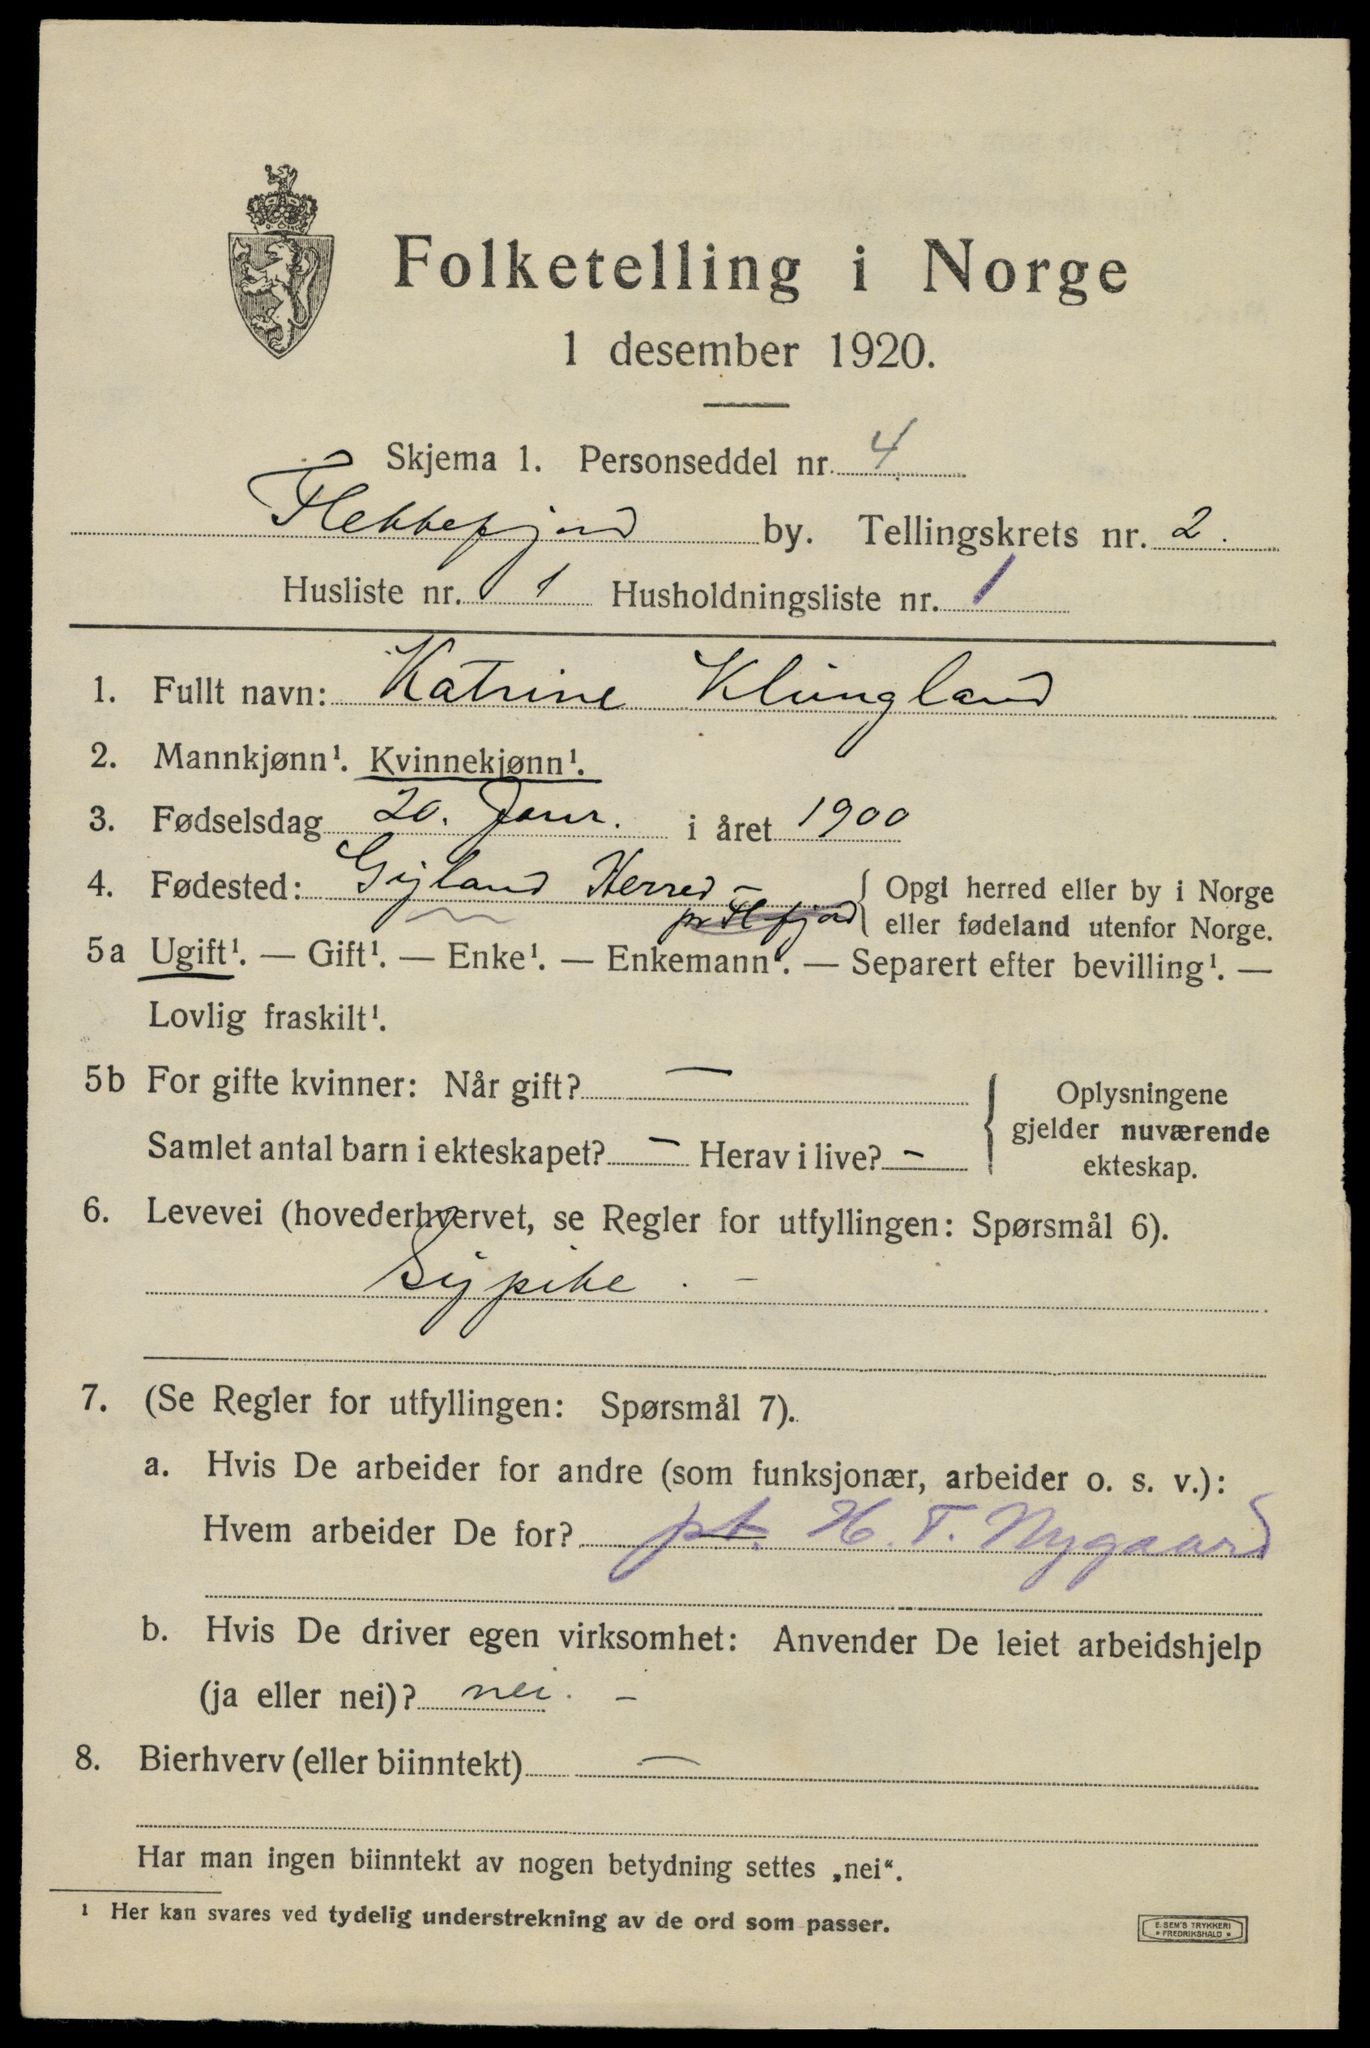 Folketelling i Norge
1 desember 1920.
Skjema 1. Personseddel nr. 4
Flekkefjord by. Tellingskrets nr. 2.
Husliste nr. 1 Husholdningsliste nr. 1
1. Fullt navn: Katrine Klungland
2. Mannkjønn¹. Kvinnekjønn¹.
3. Fødselsdag 20. Janr. i året 1900
4. Fødested: Gyland Herred – { Opgi herred eller by i Norge
pr Flfjord eller fødeland utenfor Norge.
5a Ugift¹. — Gift¹. — Enke¹. — Enkemann¹. — Separert efter bevilling¹. —
Lovlig fraskilt¹.
5b For gifte kvinner: Når gift? — { Oplysningene
gjelder nuværende
Samlet antal barn i ekteskapet? – Herav i live? – ekteskap.
6. Levevei (hovederhvervet, se Regler for utfyllingen: Spørsmål 6).
Sypike. –
7. (Se Regler for utfyllingen: Spørsmål 7).
a. Hvis De arbeider for andre (som funksjonær, arbeider o. s. v.):
Hvem arbeider De for? pt. H. T. Nygaard
b. Hvis De driver egen virksomhet: Anvender De leiet arbeidshjelp
(ja eller nei)? nei. –
8. Bierhverv (eller biinntekt) —
Har man ingen biinntekt av nogen betydning settes „nei“.
¹ Her kan svares ved tydelig understrekning av de ord som passer.
E. SEM'S TRYKKERI
* FREDRIKSHALD *